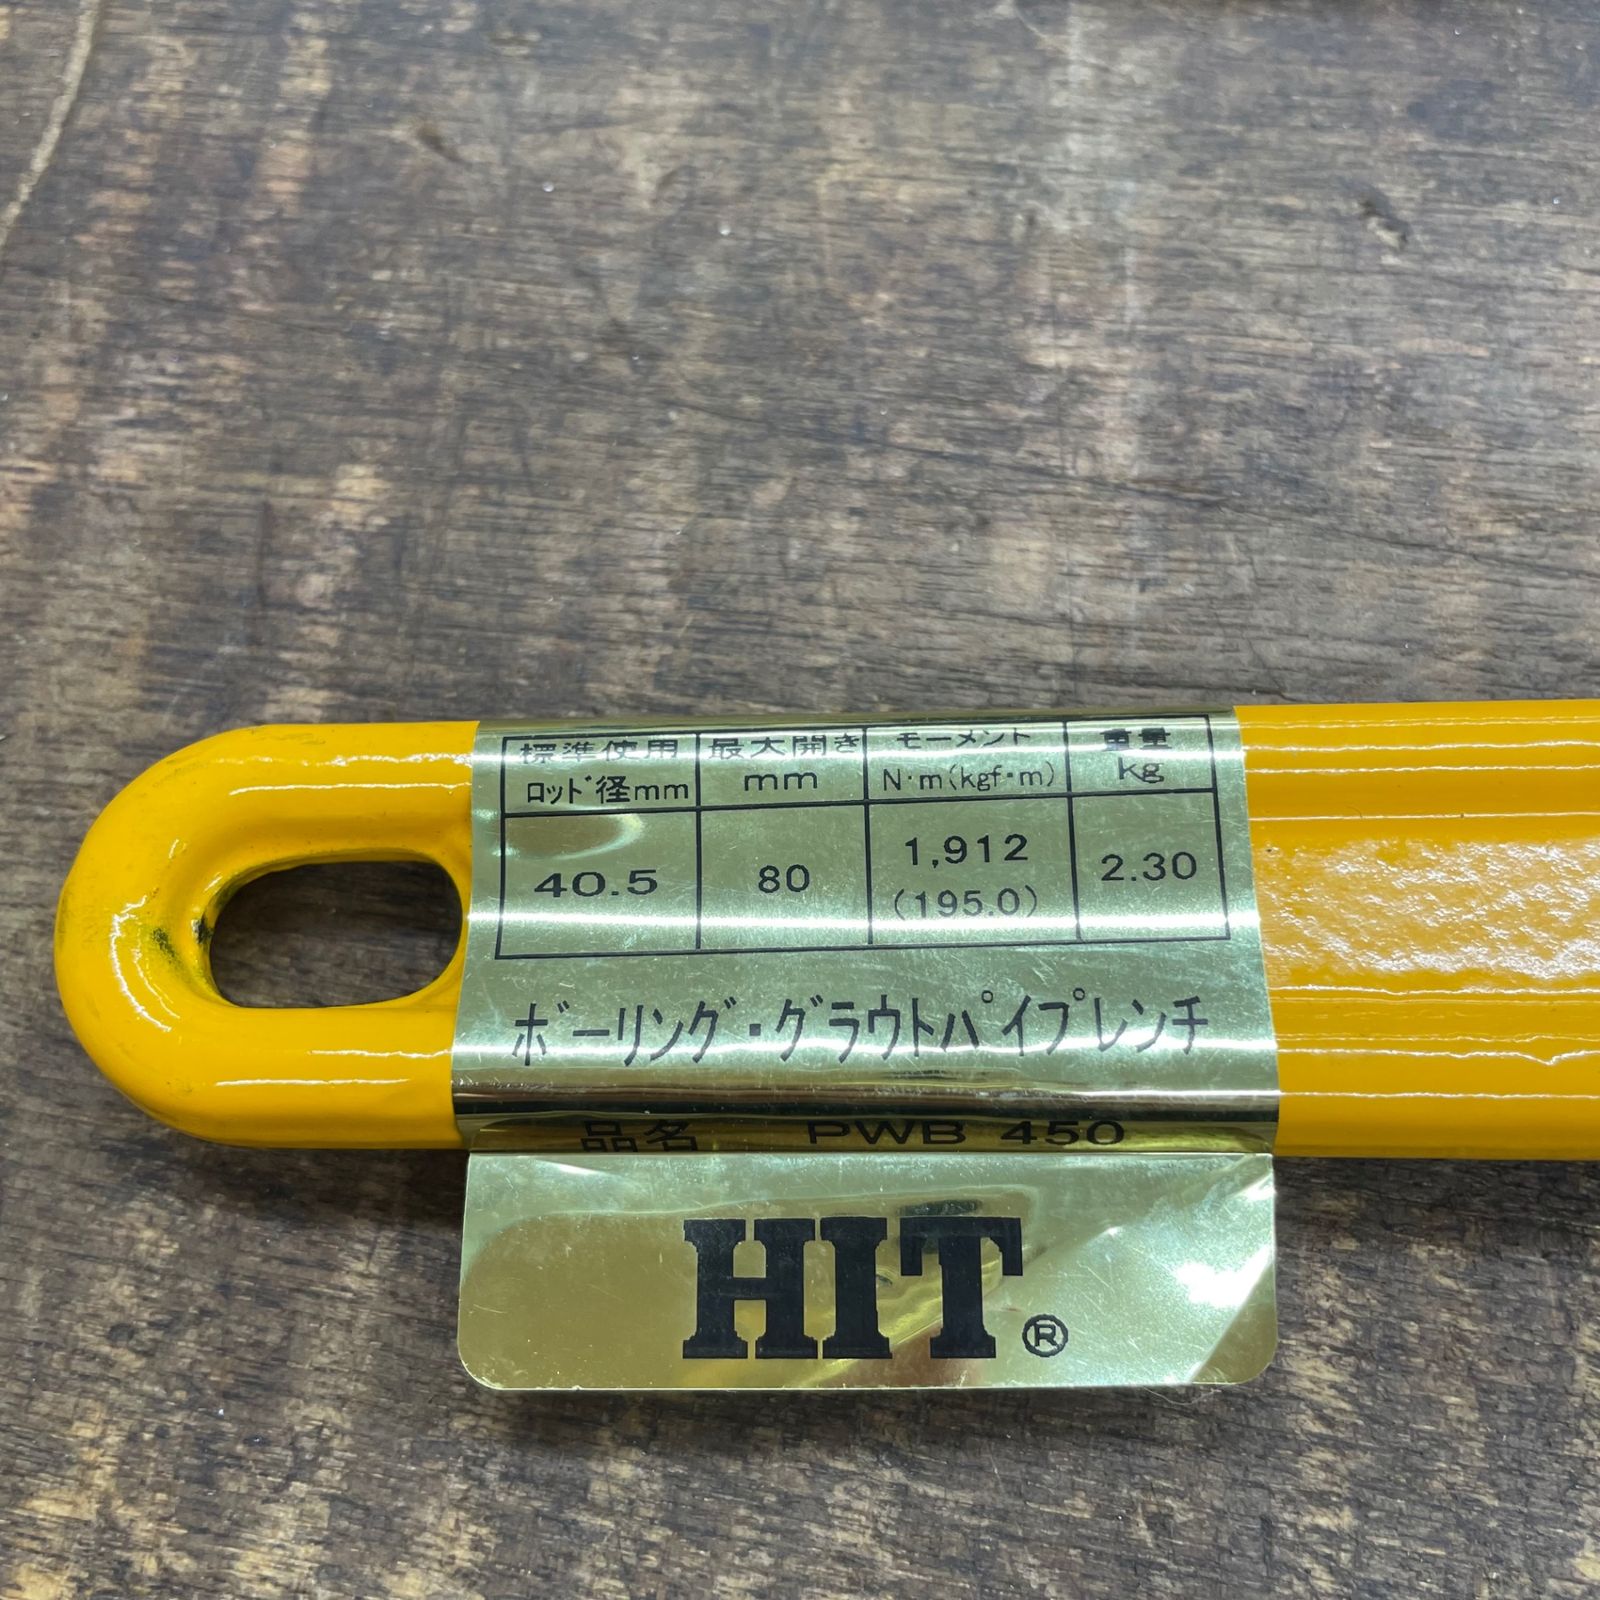 標準使用 最大開き モーメント 重量
ロッド径mm mm N·m(kgf·m) kg
40.5 80 1,912 2.30
(195.0)
ボーリング・グラウトパイプレンチ
品名 PWB 450
HIT®